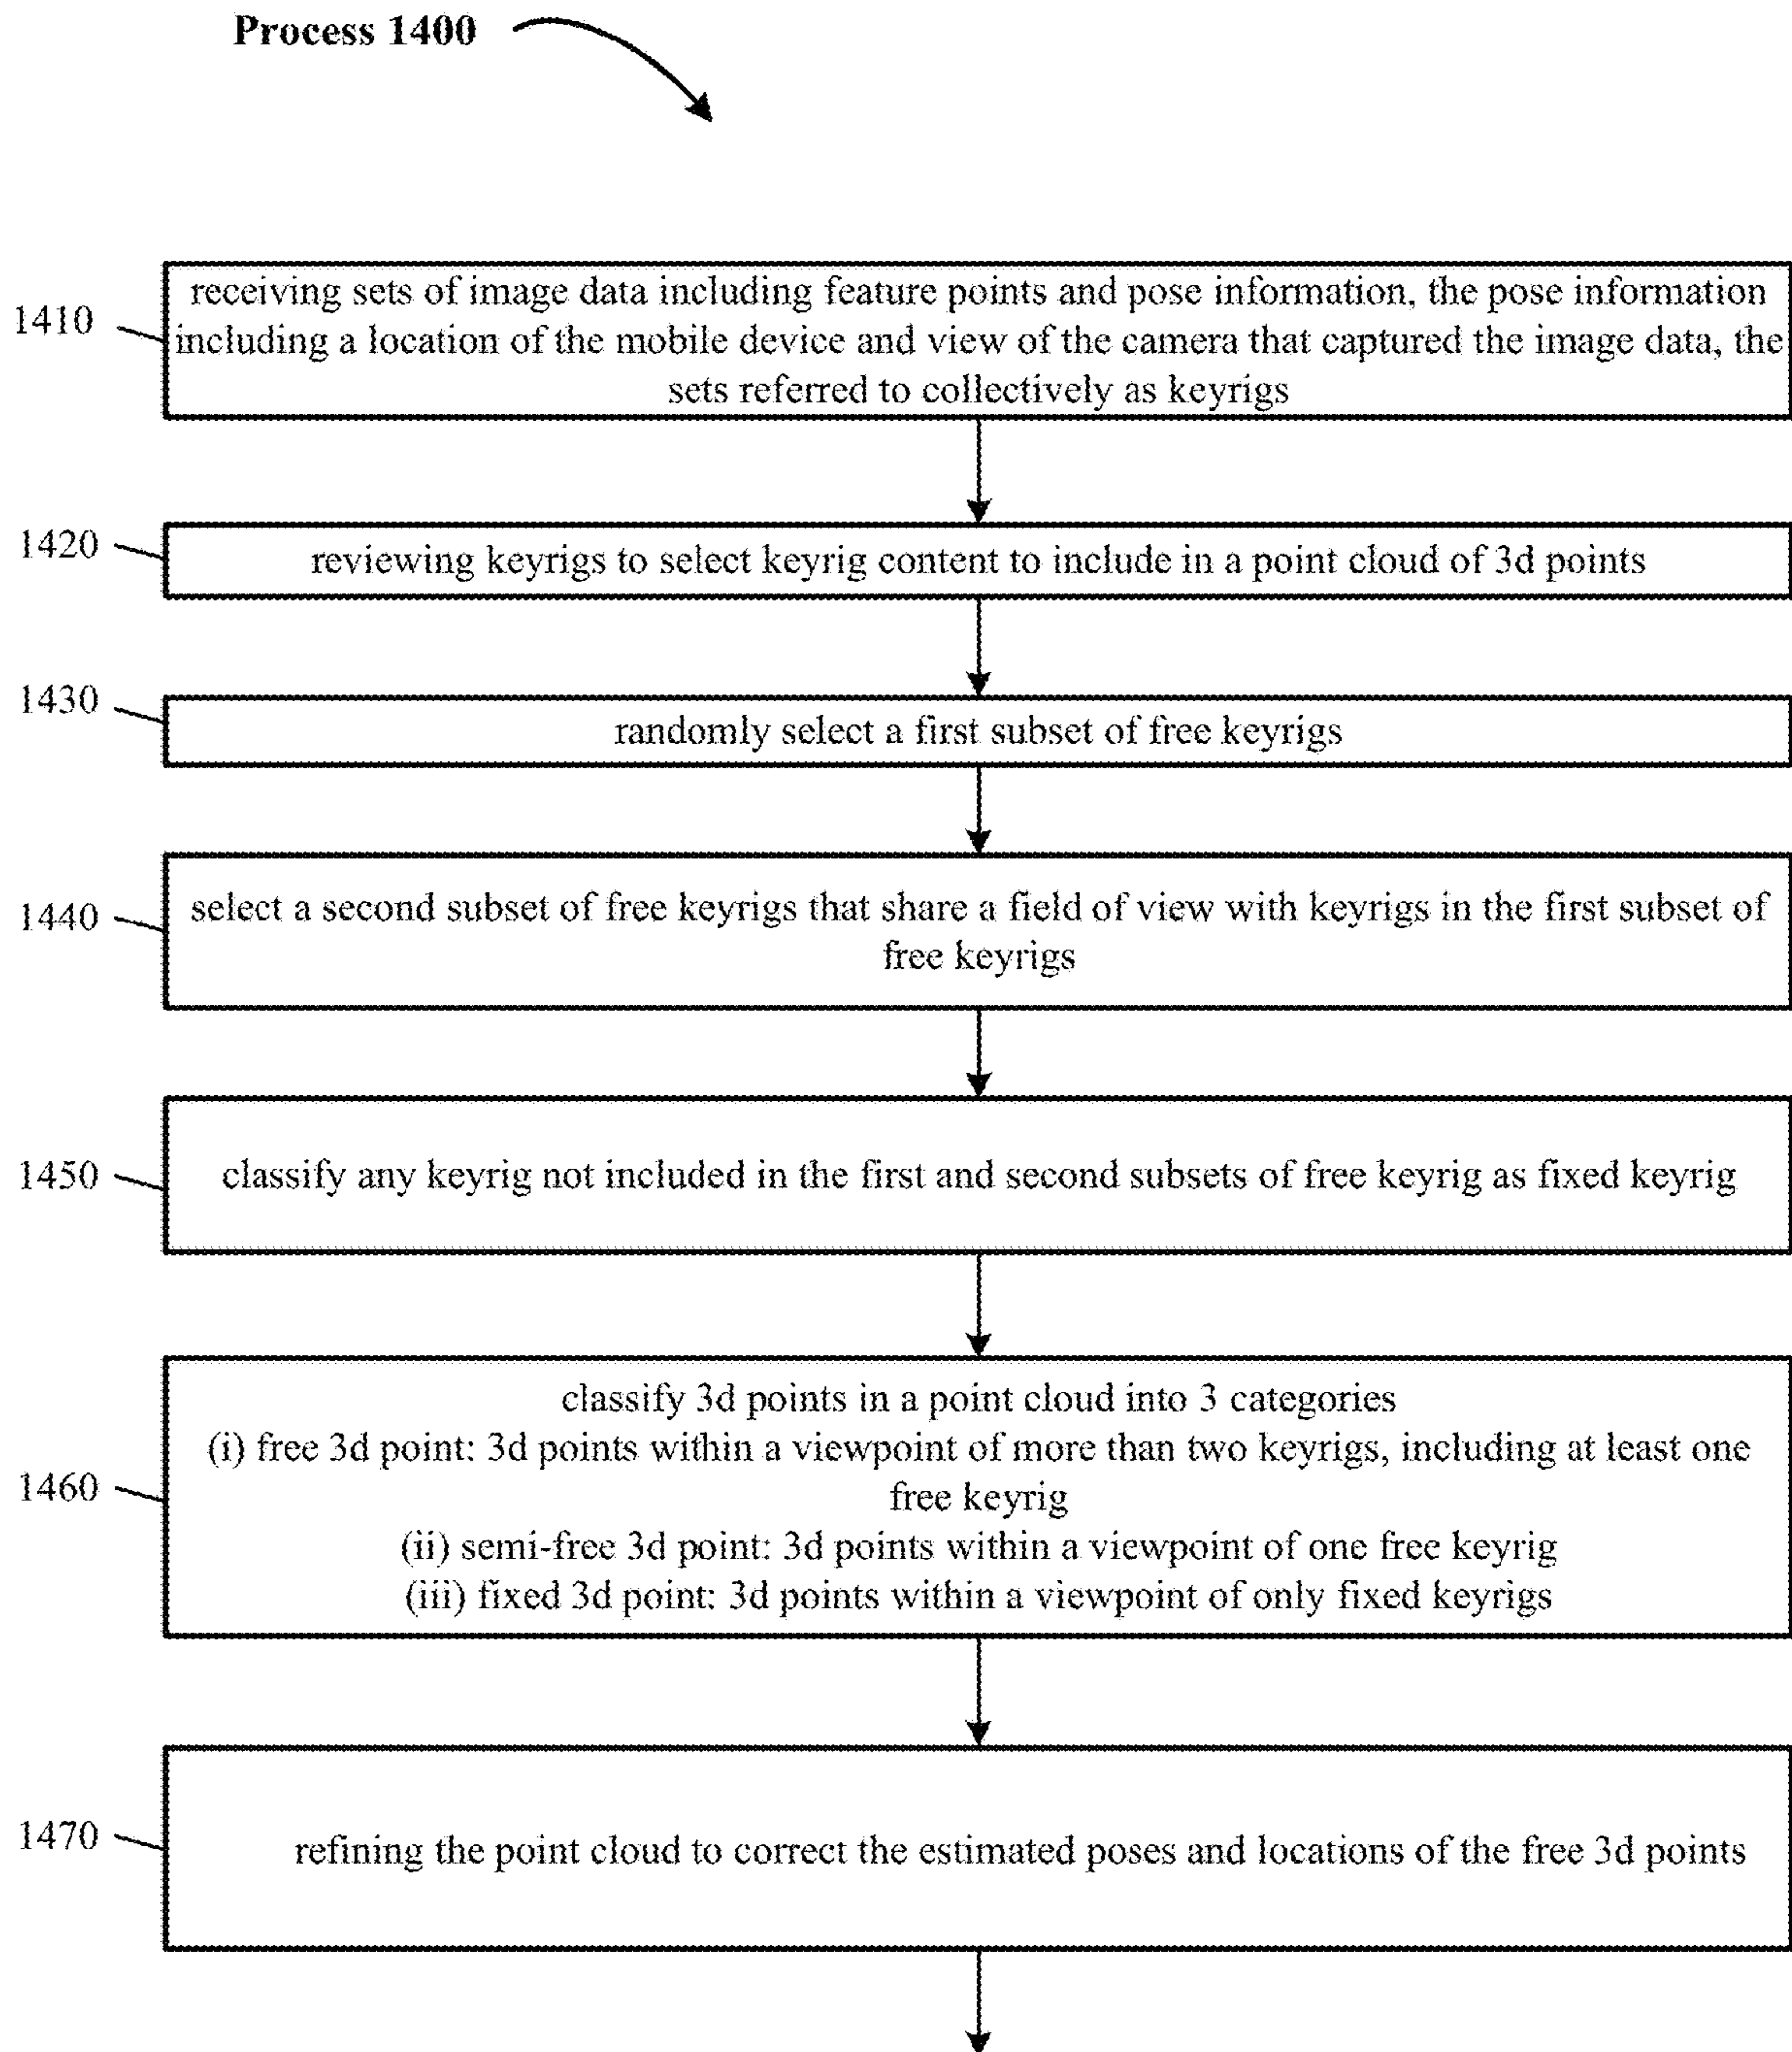 Process 1400
1410
receiving sets of image data including feature points and pose information, the pose information
including a location of the mobile device and view of the camera that captured the image data, the
sets referred to collectively as keyrigs
1420
reviewing keyrigs to select keyrig content to include in a point cloud of 3d points
1430
randomly select a first subset of free keyrigs
1440
select a second subset of free keyrigs that share a field of view with keyrigs in the first subset of
free keyrigs
1450
classify any keyrig not included in the first and second subsets of free keyrig as fixed keyrig
1460
classify 3d points in a point cloud into 3 categories
(i) free 3d point: 3d points within a viewpoint of more than two keyrigs, including at least one
free keyrig
(ii) semi-free 3d point: 3d points within a viewpoint of one free keyrig
(iii) fixed 3d point: 3d points within a viewpoint of only fixed keyrigs
1470
refining the point cloud to correct the estimated poses and locations of the free 3d points